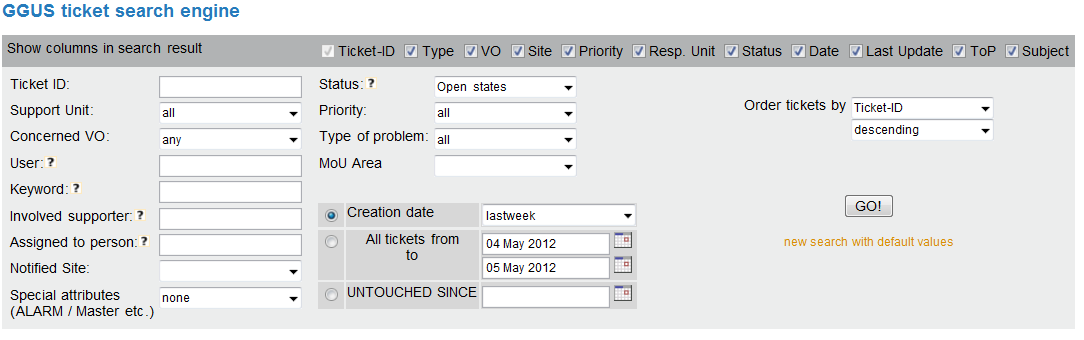 GGUS ticket search engine
Show columns in search result Ticket-ID Type VO Site Priority Resp. Unit Status Date Last Update ToP Subject
Ticket ID:
Support Unit: all
Concerned VO: any
User: ?
Keyword: ?
Involved supporter: ?
Assigned to person: ?
Notified Site:
Special attributes
(ALARM / Master etc.) none
Status: ? Open states
Priority: all
Type of problem: all
MoU Area
Creation date lastweek
All tickets from 04 May 2012
to 05 May 2012
UNTOUCHED SINCE
Order tickets by Ticket-ID
descending
GO!
new search with default values